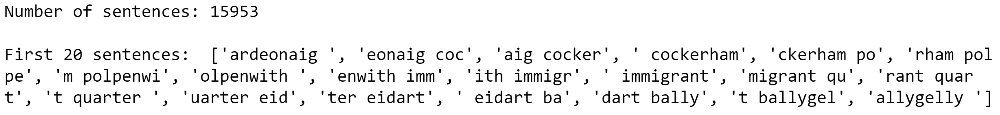 Number of sentences: 15953
First 20 sentences:  ['ardeonaig ', 'eonaig coc', 'aig cocker', ' cockerham', 'ckerham po', 'rham pol
pe', 'm polpenwi', 'olpenwith ', 'enwith imm', 'ith immigr', ' immigrant', 'migrant qu', 'rant quar
t', 't quarter ', 'uarter eid', 'ter eidart', ' eidart ba', 'dart bally', 't ballygel', 'allygelly ']